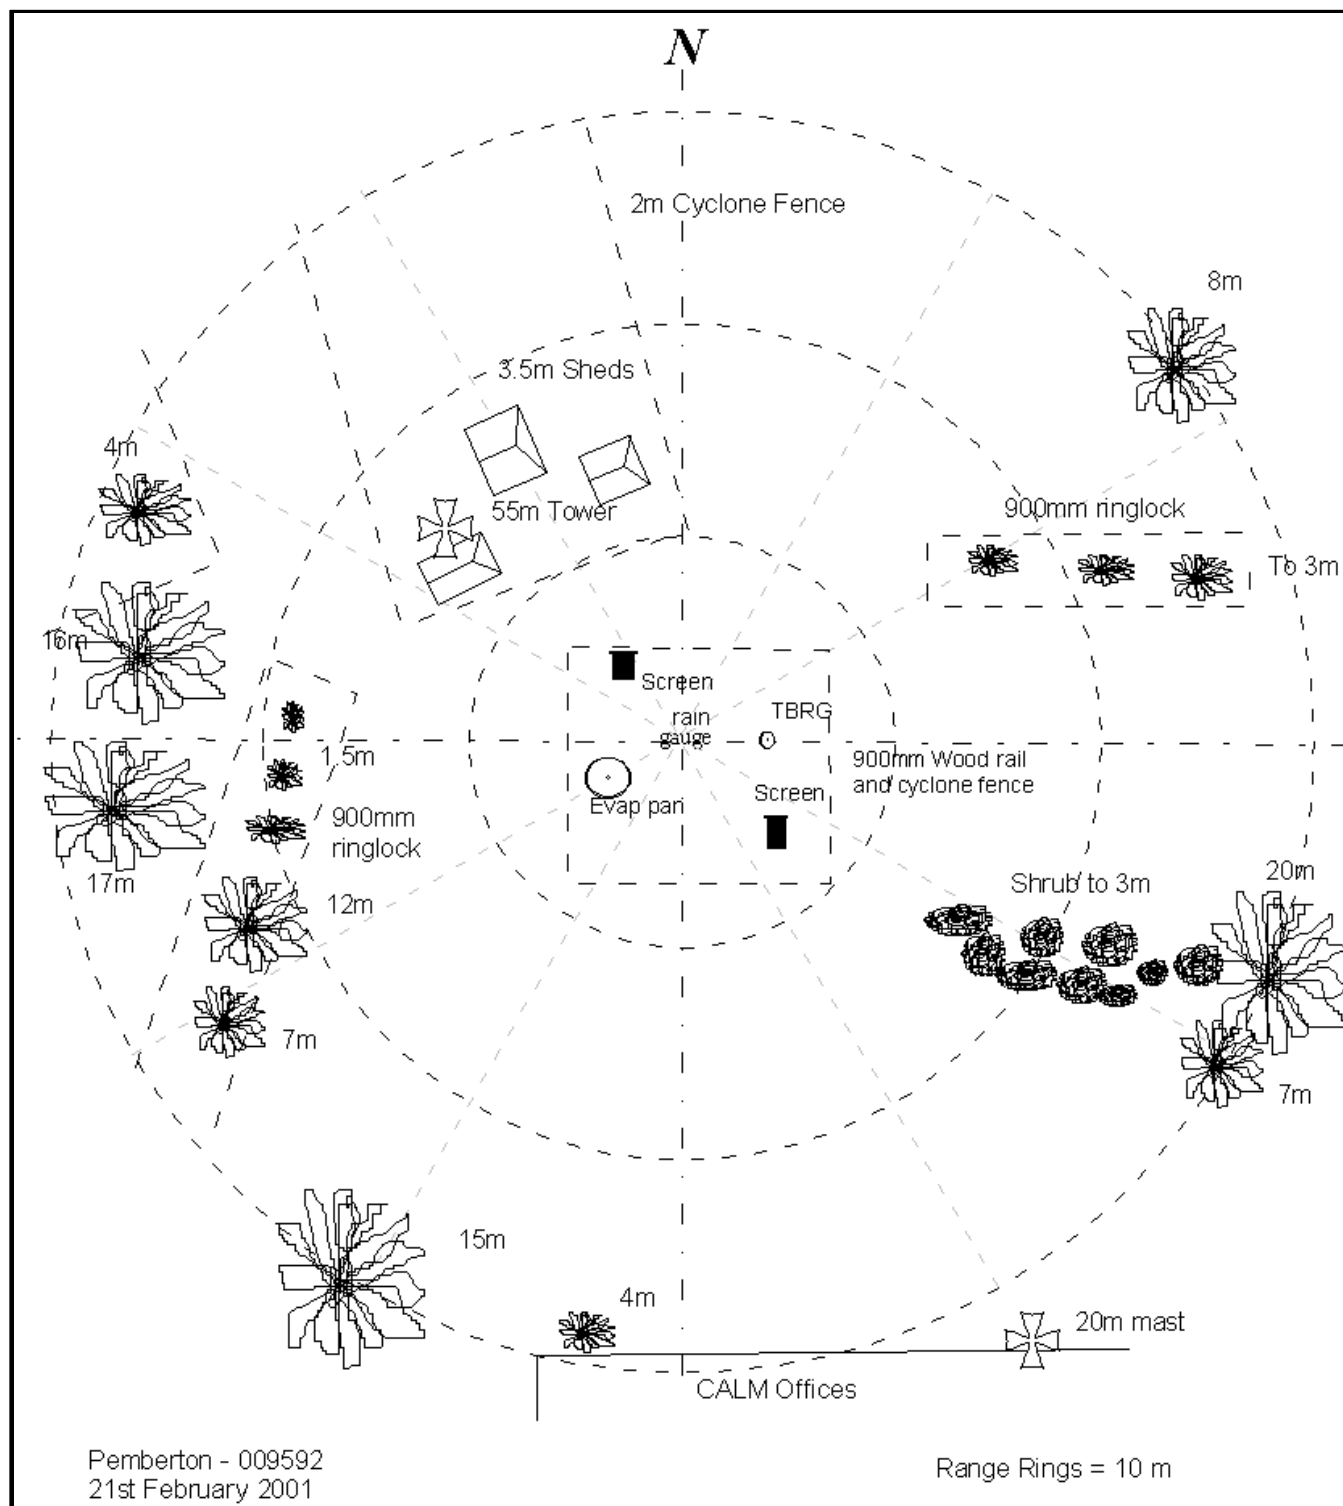 N
2m Cyclone Fence
8m
3.5m Sheds
4m
55m Tower
900mm ringlock
To 3m
16m
Screen
rain
gauge
TBRG
1.5m
900mm Wood rail
and cyclone fence
Evap pan
Screen
900mm
ringlock
17m
12m
Shrub to 3m
20m
7m
7m
15m
4m
20m mast
CALM Offices
Pemberton - 009592
21st February 2001
Range Rings = 10 m